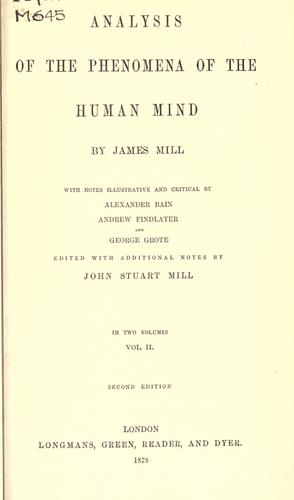 M645
ANALYSIS
OF THE PHENOMENA OF THE
HUMAN MIND
BY JAMES MILL
WITH NOTES ILLUSTRATIVE AND CRITICAL BY
ALEXANDER BAIN
ANDREW FINDLATER
AND
GEORGE GROTE
EDITED WITH ADDITIONAL NOTES BY
JOHN STUART MILL
IN TWO VOLUMES
VOL. II.
SECOND EDITION
LONDON
LONGMANS, GREEN, READER, AND DYER.
1878